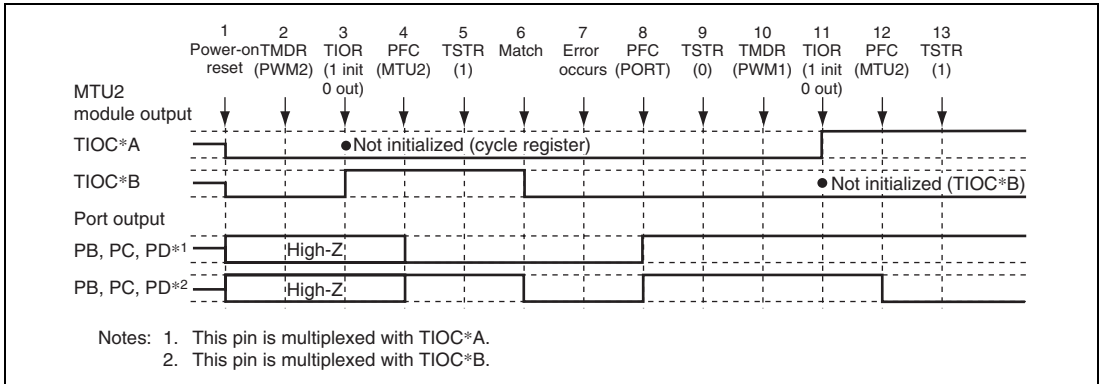 1 2 3 4 5 6 7 8 9 10 11 12 13
Power-on TMDR TIOR PFC TSTR Match Error PFC TSTR TMDR TIOR PFC TSTR
reset (PWM2) (1 init (MTU2) (1) occurs (PORT) (0) (PWM1) (1 init (MTU2) (1)
0 out) 0 out)
MTU2
module output
TIOC*A ●Not initialized (cycle register)
TIOC*B ● Not initialized (TIOC*B)
Port output
PB, PC, PD*1 High-Z
PB, PC, PD*2 High-Z
Notes: 1. This pin is multiplexed with TIOC*A.
2. This pin is multiplexed with TIOC*B.